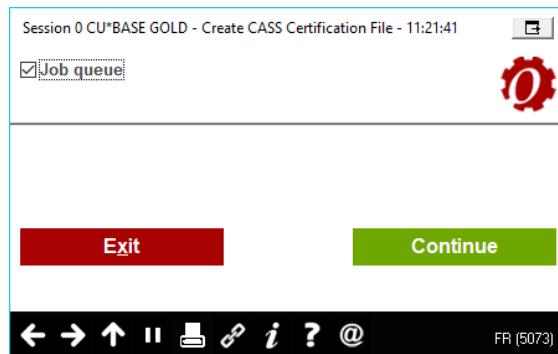 Session 0 CU*BASE GOLD - Create CASS Certification File - 11:21:41
Job queue
Exit
Continue
FR (5073)